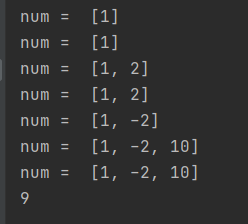 num =  [1]
num =  [1]
num =  [1, 2]
num =  [1, 2]
num =  [1, -2]
num =  [1, -2, 10]
num =  [1, -2, 10]
9